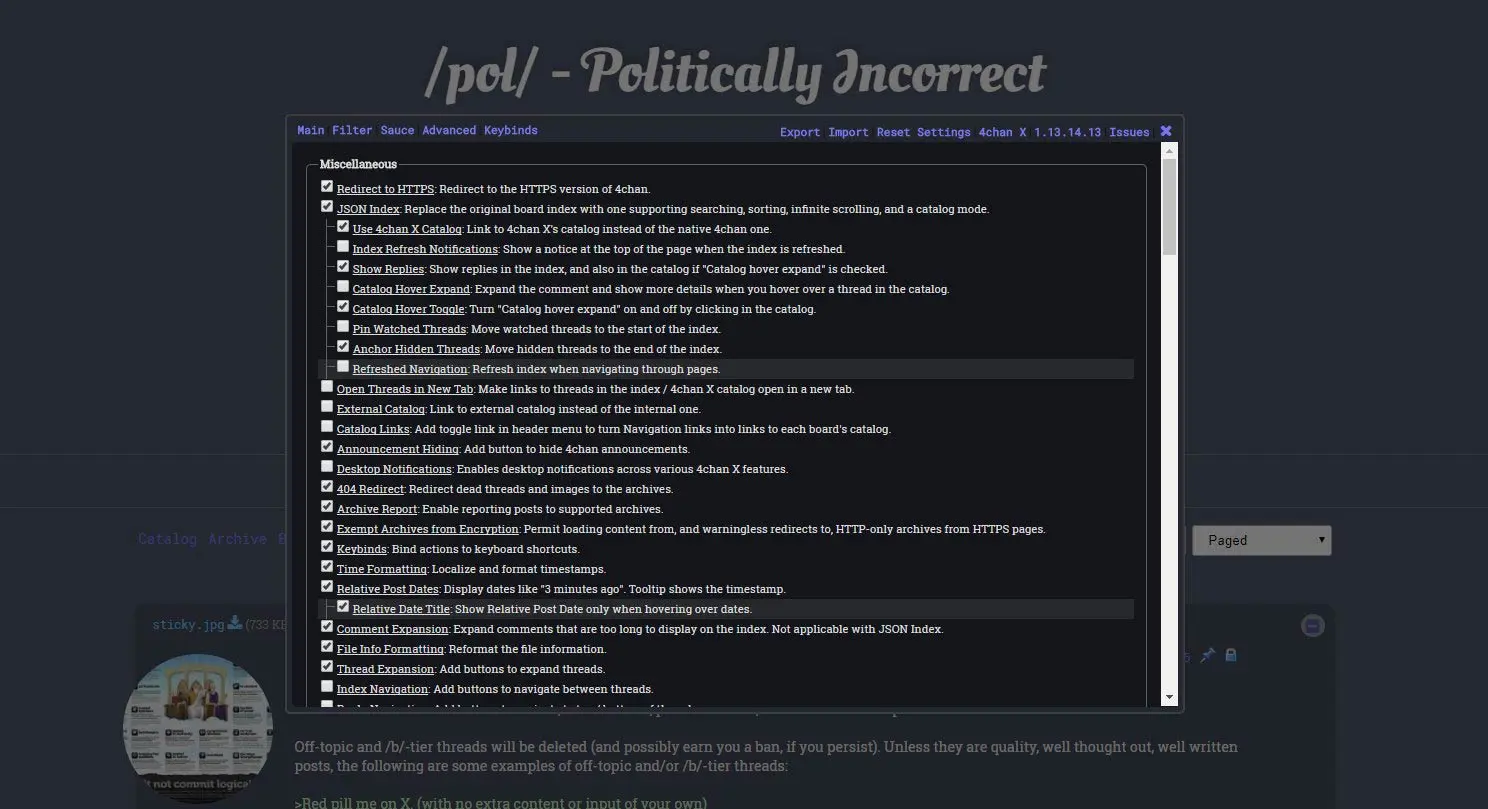 /pol/ - Politically Incorrect
Main Filter Sauce Advanced Keybinds
Export Import Reset Settings 4chan X 1.13.14.13 Issues
Miscellaneous
Redirect to HTTPS: Redirect to the HTTPS version of 4chan.
JSON Index: Replace the original board index with one supporting searching, sorting, infinite scrolling, and a catalog mode.
Use 4chan X Catalog: Link to 4chan X's catalog instead of the native 4chan one.
Index Refresh Notifications: Show a notice at the top of the page when the index is refreshed.
Show Replies: Show replies in the index, and also in the catalog if "Catalog hover expand" is checked.
Catalog Hover Expand: Expand the comment and show more details when you hover over a thread in the catalog.
Catalog Hover Toggle: Turn "Catalog hover expand" on and off by clicking in the catalog.
Pin Watched Threads: Move watched threads to the start of the index.
Anchor Hidden Threads: Move hidden threads to the end of the index.
Refreshed Navigation: Refresh index when navigating through pages.
Open Threads in New Tab: Make links to threads in the index / 4chan X catalog open in a new tab.
External Catalog: Link to external catalog instead of the internal one.
Catalog Links: Add toggle link in header menu to turn Navigation links into links to each board's catalog.
Announcement Hiding: Add button to hide 4chan announcements.
Desktop Notifications: Enables desktop notifications across various 4chan X features.
404 Redirect: Redirect dead threads and images to the archives.
Archive Report: Enable reporting posts to supported archives.
Exempt Archives from Encryption: Permit loading content from, and warningless redirects to, HTTP-only archives from HTTPS pages.
Keybinds: Bind actions to keyboard shortcuts.
Time Formatting: Localize and format timestamps.
Relative Post Dates: Display dates like "3 minutes ago". Tooltip shows the timestamp.
Relative Date Title: Show Relative Post Date only when hovering over dates.
Comment Expansion: Expand comments that are too long to display on the index. Not applicable with JSON Index.
File Info Formatting: Reformat the file information.
Thread Expansion: Add buttons to expand threads.
Index Navigation: Add buttons to navigate between threads.
Catalog Archive
Paged
sticky.jpg (733 KB
Off-topic and /b/-tier threads will be deleted (and possibly earn you a ban, if you persist). Unless they are quality, well thought out, well written
posts, the following are some examples of off-topic and/or /b/-tier threads:
>Red pill me on X. (with no extra content or input of your own)